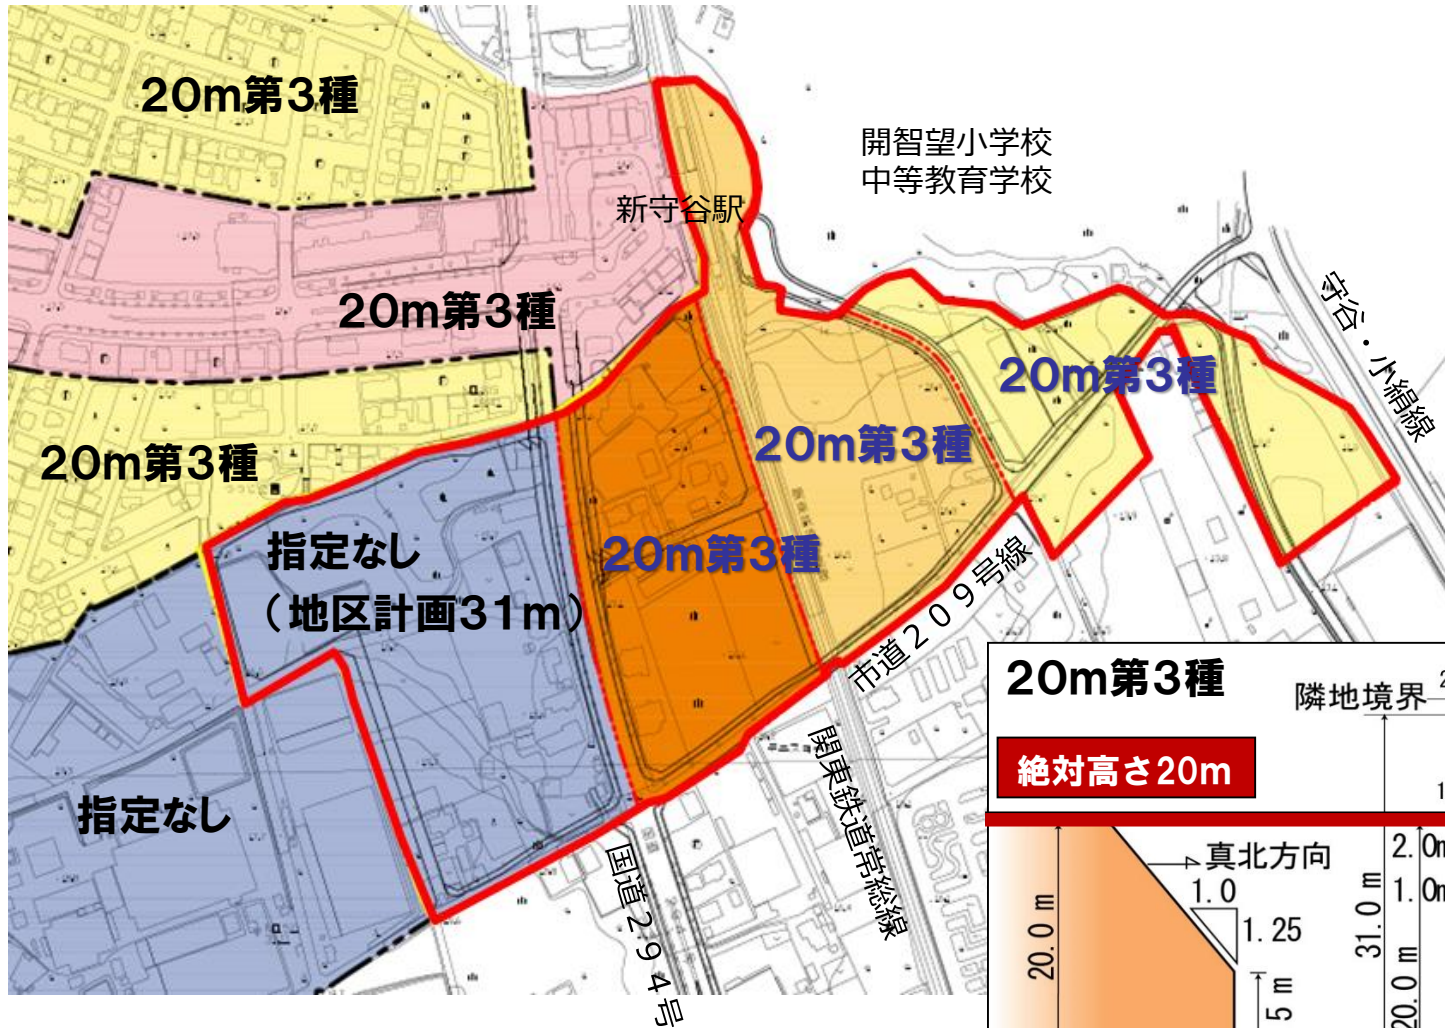 20m第3種
開智望小学校
中等教育学校
新守谷駅
20m第3種
守谷・小絹線
20m第3種
20m第3種
20m第3種
指定なし
（地区計画31m）
20m第3種
市道２０９号線
指定なし
関東鉄道常総線
国道２９４号
20m第3種
隣地境界
絶対高さ20m
真北方向
1.0
1.25
20.0 m
31.0 m
2.0m
1.0m
20.0 m
5 m